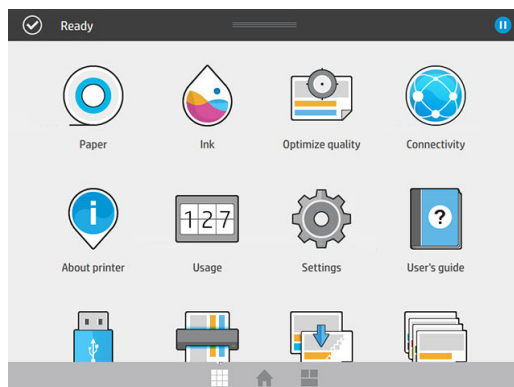 Ready
Paper
Ink
Optimize quality
Connectivity
i
127
?
About printer
Usage
Settings
User's guide